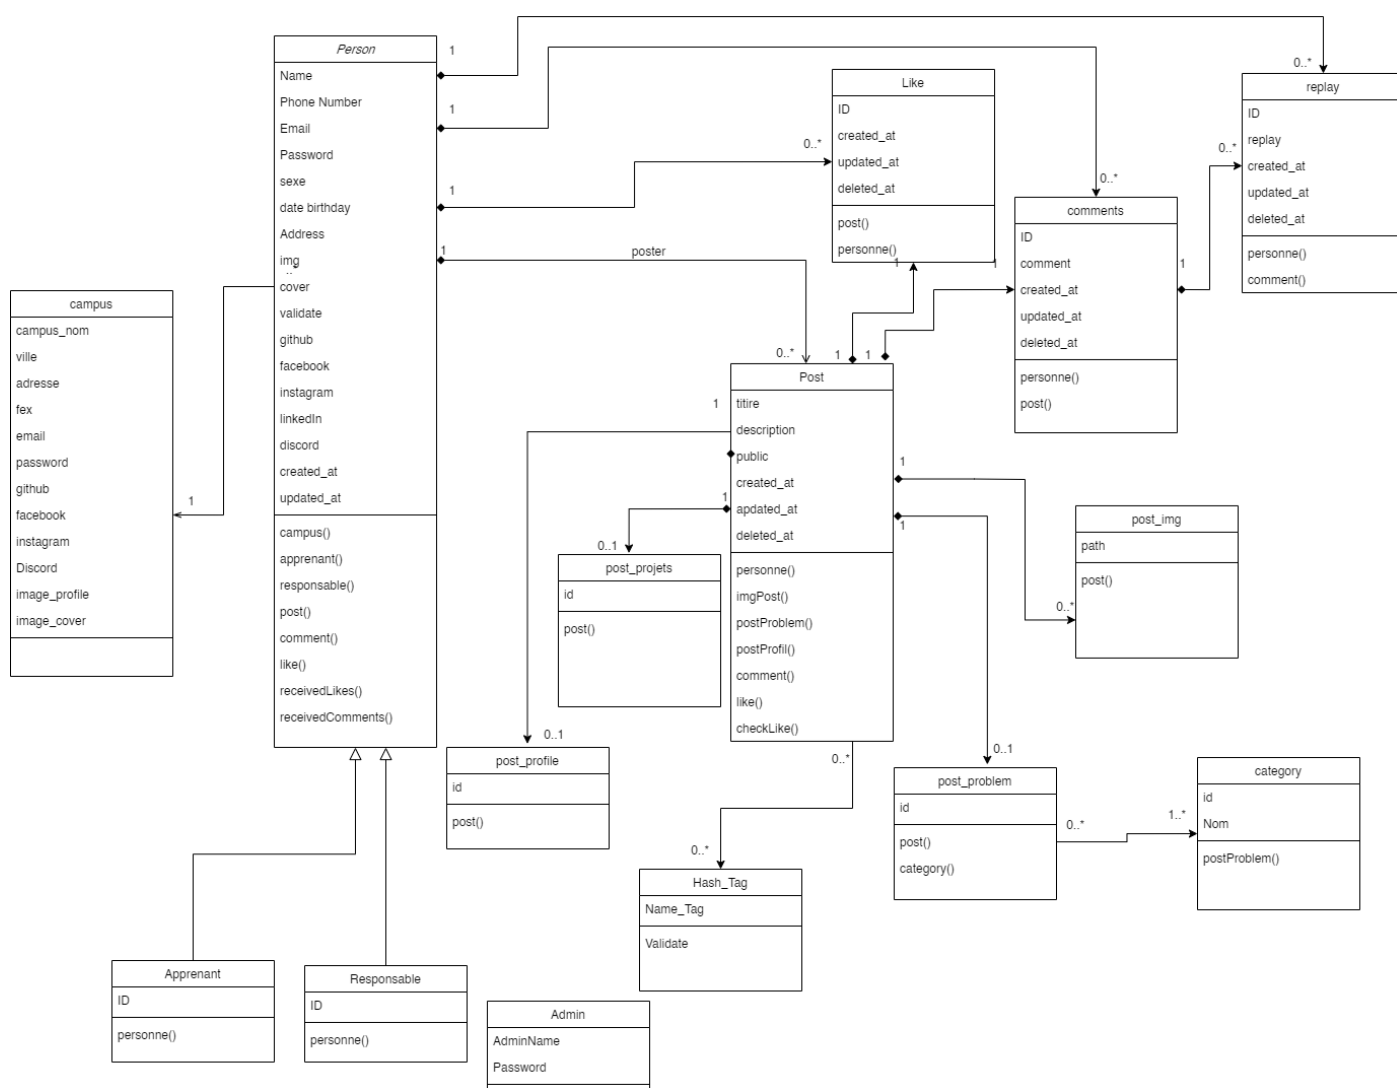 Person
Name
Phone Number
Email
Password
sexe
date birthday
Address
img
..*
cover
validate
github
facebook
instagram
linkedIn
discord
created_at
updated_at
campus()
apprenant()
responsable()
post()
comment()
like()
receivedLikes()
receivedComments()
1
1
1
1
poster
0..*
0..*
0..*
0..*
campus
campus_nom
ville
adresse
fex
email
password
github
facebook
instagram
Discord
image_profile
image_cover
1
Like
ID
created_at
updated_at
deleted_at
post()
personne()
1
comments
ID
comment
created_at
updated_at
deleted_at
personne()
post()
1
1
0..*
replay
ID
replay
created_at
updated_at
deleted_at
personne()
comment()
Post
titire
description
public
created_at
apdated_at
deleted_at
personne()
imgPost()
postProblem()
postProfil()
comment()
like()
checkLike()
1
1
1
1
1
1
0..1
post_projets
id
post()
post_img
path
post()
0..*
0..1
post_profile
id
post()
0..*
0..*
Hash_Tag
Name_Tag
Validate
0..1
post_problem
id
post()
category()
0..*
1..*
category
id
Nom
postProblem()
Apprenant
ID
personne()
Responsable
ID
personne()
Admin
AdminName
Password